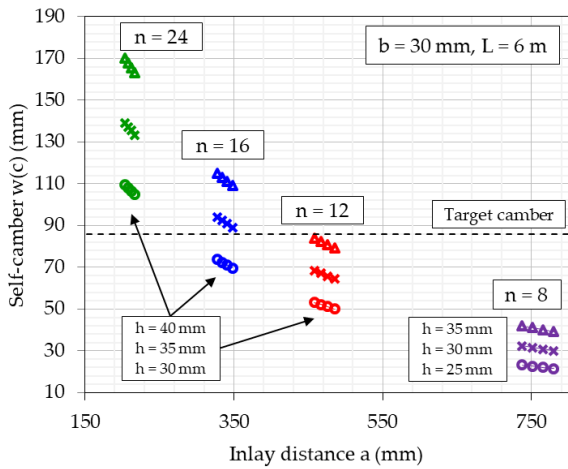 190
170
150
130
110
90
70
50
30
10
Self-camber w(c) (mm)
n = 24
b = 30 mm, L = 6 m
n = 16
n = 12
Target camber
n = 8
h = 40 mm
h = 35 mm
h = 30 mm
h = 35 mm
h = 30 mm
h = 25 mm
150 350 550 750
Inlay distance a (mm)